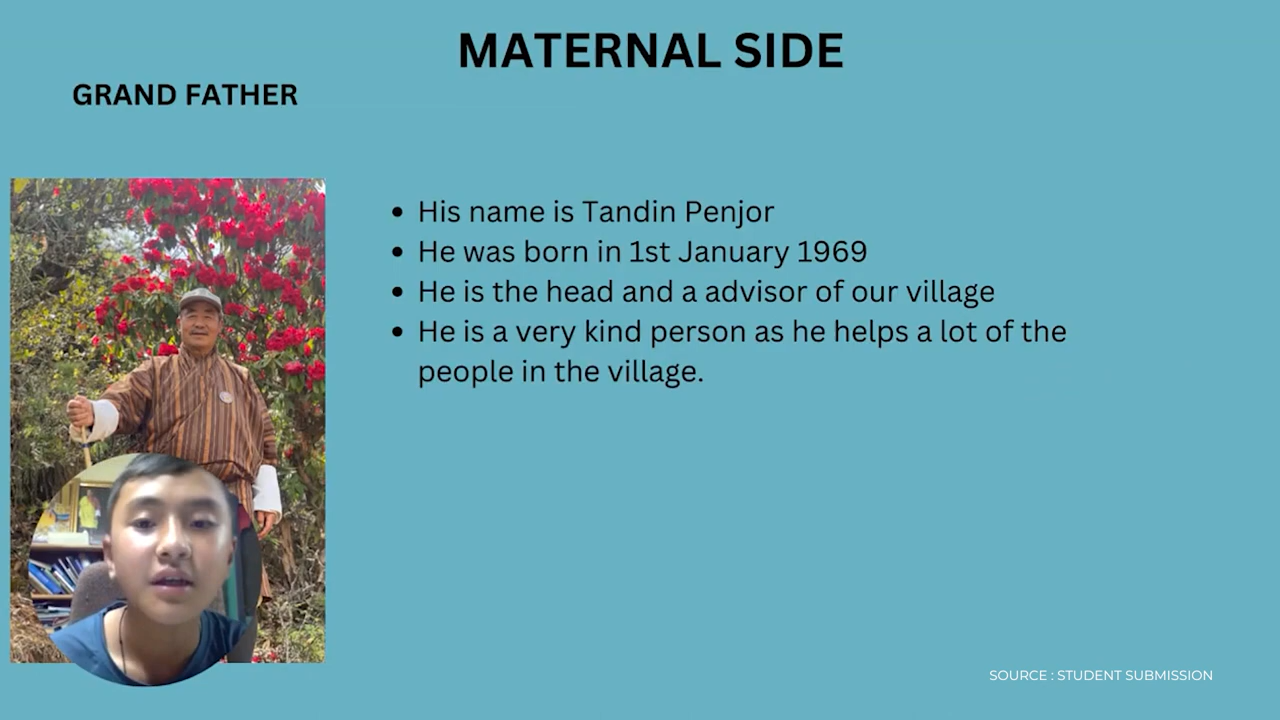 MATERNAL SIDE
GRAND FATHER
• His name is Tandin Penjor
• He was born in 1st January 1969
• He is the head and a advisor of our village
• He is a very kind person as he helps a lot of the
people in the village.
SOURCE : STUDENT SUBMISSION